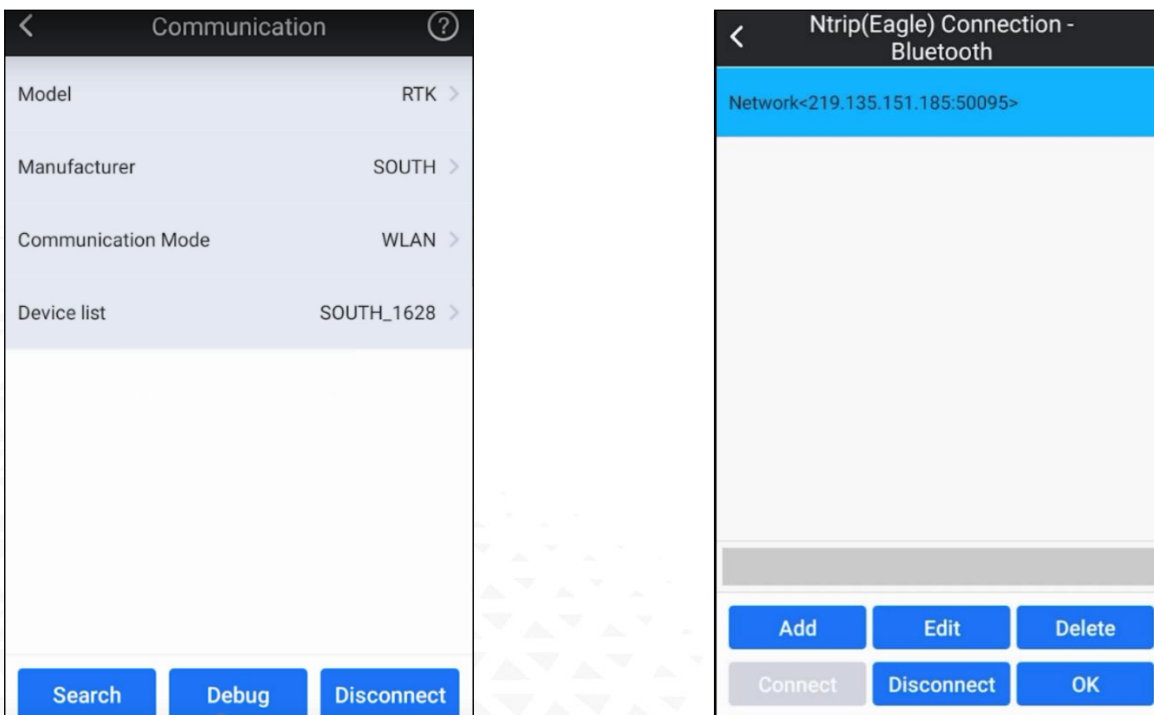 Communication
?
Model RTK
Manufacturer SOUTH
Communication Mode WLAN
Device list SOUTH_1628
Search Debug Disconnect
Ntrip(Eagle) Connection -
Bluetooth
Network<219.135.151.185:50095>
Add Edit Delete
Connect Disconnect OK